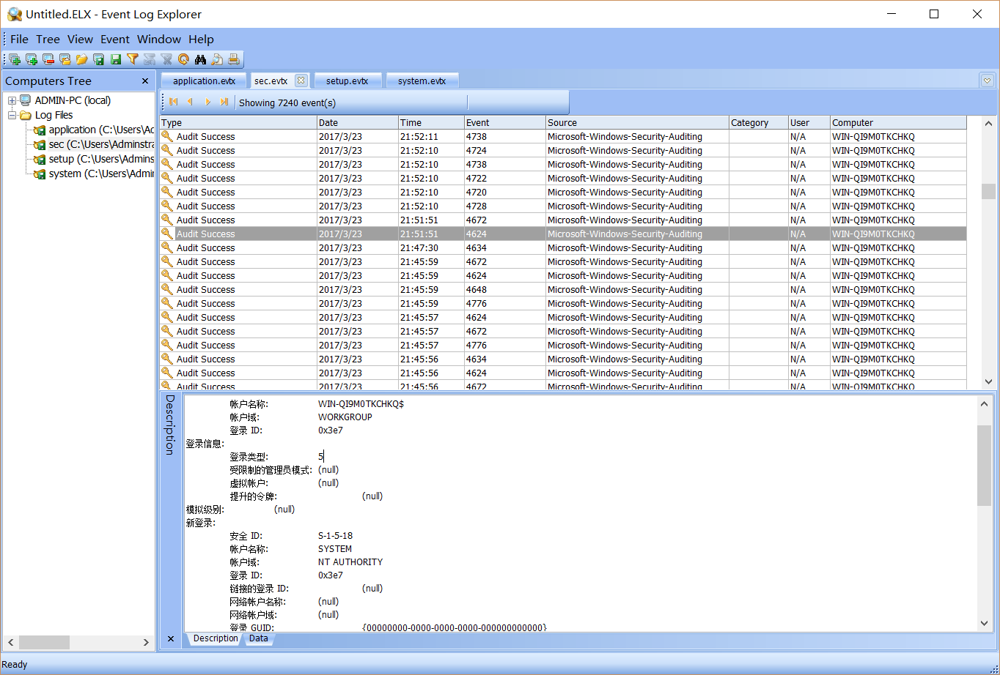 Untitled.ELX - Event Log Explorer
File Tree View Event Window Help
Computers Tree
ADMIN-PC (local)
Log Files
application (C:\Users\Ad
sec (C:\Users\Adminstra
setup (C:\Users\Admins
system (C:\Users\Admin
application.evtx sec.evtx setup.evtx system.evtx
Showing 7240 event(s)
Type Date Time Event Source Category User Computer
Audit Success 2017/3/23 21:52:11 4738 Microsoft-Windows-Security-Auditing N/A WIN-QI9M0TKCHKQ
Audit Success 2017/3/23 21:52:10 4724 Microsoft-Windows-Security-Auditing N/A WIN-QI9M0TKCHKQ
Audit Success 2017/3/23 21:52:10 4738 Microsoft-Windows-Security-Auditing N/A WIN-QI9M0TKCHKQ
Audit Success 2017/3/23 21:52:10 4722 Microsoft-Windows-Security-Auditing N/A WIN-QI9M0TKCHKQ
Audit Success 2017/3/23 21:52:10 4720 Microsoft-Windows-Security-Auditing N/A WIN-QI9M0TKCHKQ
Audit Success 2017/3/23 21:52:10 4728 Microsoft-Windows-Security-Auditing N/A WIN-QI9M0TKCHKQ
Audit Success 2017/3/23 21:51:51 4672 Microsoft-Windows-Security-Auditing N/A WIN-QI9M0TKCHKQ
Audit Success 2017/3/23 21:51:51 4624 Microsoft-Windows-Security-Auditing N/A WIN-QI9M0TKCHKQ
Audit Success 2017/3/23 21:47:30 4634 Microsoft-Windows-Security-Auditing N/A WIN-QI9M0TKCHKQ
Audit Success 2017/3/23 21:45:59 4672 Microsoft-Windows-Security-Auditing N/A WIN-QI9M0TKCHKQ
Audit Success 2017/3/23 21:45:59 4624 Microsoft-Windows-Security-Auditing N/A WIN-QI9M0TKCHKQ
Audit Success 2017/3/23 21:45:59 4648 Microsoft-Windows-Security-Auditing N/A WIN-QI9M0TKCHKQ
Audit Success 2017/3/23 21:45:59 4776 Microsoft-Windows-Security-Auditing N/A WIN-QI9M0TKCHKQ
Audit Success 2017/3/23 21:45:57 4624 Microsoft-Windows-Security-Auditing N/A WIN-QI9M0TKCHKQ
Audit Success 2017/3/23 21:45:57 4672 Microsoft-Windows-Security-Auditing N/A WIN-QI9M0TKCHKQ
Audit Success 2017/3/23 21:45:57 4776 Microsoft-Windows-Security-Auditing N/A WIN-QI9M0TKCHKQ
Audit Success 2017/3/23 21:45:56 4634 Microsoft-Windows-Security-Auditing N/A WIN-QI9M0TKCHKQ
Audit Success 2017/3/23 21:45:56 4624 Microsoft-Windows-Security-Auditing N/A WIN-QI9M0TKCHKQ
Audit Success 2017/3/23 21:45:56 4672 Microsoft-Windows-Security-Auditing N/A WIN-QI9M0TKCHKQ
Description
帐户名称: WIN-QI9M0TKCHKQ$
帐户域: WORKGROUP
登录 ID: 0x3e7
登录信息:
登录类型: 5
受限制的管理员模式: (null)
虚拟帐户: (null)
提升的令牌: (null)
模拟级别: (null)
新登录:
安全 ID: S-1-5-18
帐户名称: SYSTEM
帐户域: NT AUTHORITY
登录 ID: 0x3e7
链接的登录 ID: (null)
网络帐户名称: (null)
网络帐户域: (null)
登录 GUID: {00000000-0000-0000-0000-000000000000}
Description Data
Ready